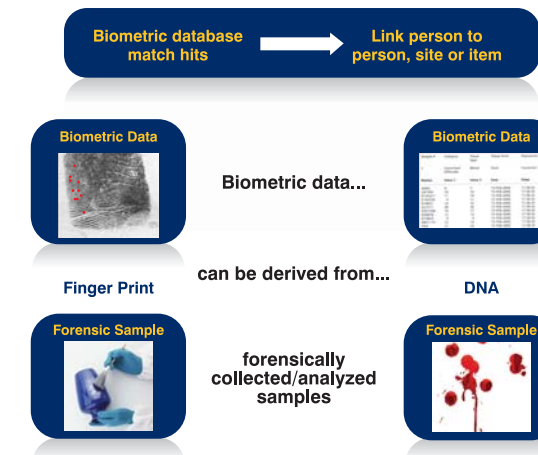 Biometric database
match hits
Link person to
person, site or item
Biometric Data
Biometric data...
Biometric Data
can be derived from...
Finger Print
DNA
Forensic Sample
forensically
collected/analyzed
samples
Forensic Sample